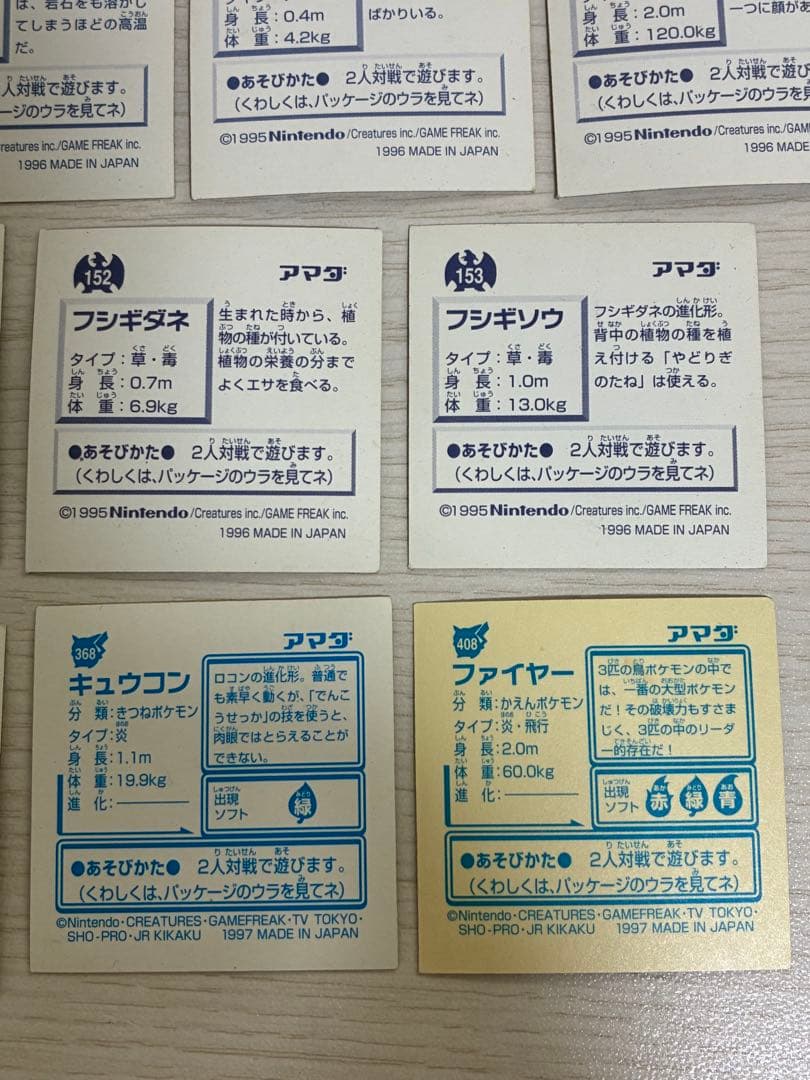 は、岩石をも溶かし
てしまうほどの高温
だ。
人対戦で遊びます。
ージのウラを見てネ)
reatures inc./GAME FREAK inc.
1996 MADE IN JAPAN
身長:0.4m
体重:4.2kg
ばかりいる。
●あそびかた● 2人対戦で遊びます。
(くわしくは、パッケージのウラを見てネ)
©1995 Nintendo/Creatures inc./GAME FREAK inc.
1996 MADE IN JAPAN
身長:2.0m
体重:120.0kg
一つに顔があ
●あそびかた● 2人対戦で遊び
(くわしくは、パッケージのウラを見
©1995 Nintendo/Creatures inc./GAME
1996 MADE IN JA
152
アマダ
フシギダネ
タイプ:草・毒
身長:0.7m
体重:6.9kg
生まれた時から、植
物の種が付いている。
植物の栄養の分まで
よくエサを食べる。
●あそびかた● 2人対戦で遊びます。
(くわしくは、パッケージのウラを見てネ)
©1995 Nintendo/Creatures inc./GAME FREAK inc.
1996 MADE IN JAPAN
153
アマダ
フシギソウ
タイプ:草・毒
身長:1.0m
体重:13.0kg
フシギダネの進化形。
背中の植物の種を植
え付ける「やどりぎ
のたね」は使える。
●あそびかた● 2人対戦で遊びます。
(くわしくは、パッケージのウラを見てネ)
©1995 Nintendo/Creatures inc./GAME FREAK inc.
1996 MADE IN JAPAN
368
アマダ
キュウコン
分類:きつねポケモン
タイプ:炎
身長:1.1m
体重:19.9kg
進化:―――――
ロコンの進化形。普通で
も素早く動くが、「でんこ
うせっか」の技を使うと、
肉眼ではとらえることが
できない。
出現
ソフト
緑
●あそびかた● 2人対戦で遊びます。
(くわしくは、パッケージのウラを見てネ)
©Nintendo・CREATURES・GAMEFREAK・TV TOKYO・
SHO-PRO・JR KIKAKU 1997 MADE IN JAPAN
408
アマダ
ファイヤー
分類:かえんポケモン
タイプ:炎・飛行
身長:2.0m
体重:60.0kg
進化:―――――
3匹の鳥ポケモンの中で
は、一番の大型ポケモン
だ!その破壊力もすさま
じく、3匹の中のリーダ
ー的存在だ!
出現
ソフト
赤 緑 青
●あそびかた● 2人対戦で遊びます。
(くわしくは、パッケージのウラを見てネ)
©Nintendo・CREATURES・GAMEFREAK・TV TOKYO・
SHO-PRO・JR KIKAKU 1997 MADE IN JAPAN